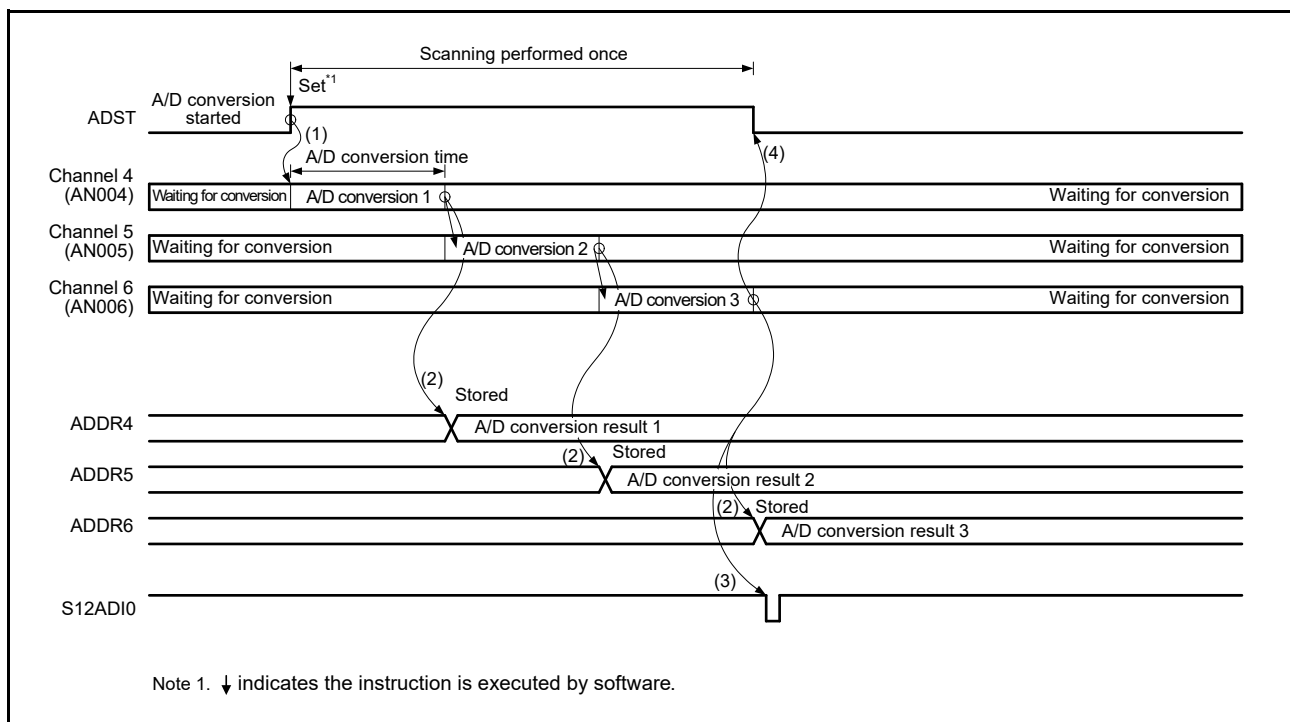 Scanning performed once
Set*1
A/D conversion
started
ADST
(1)
(4)
A/D conversion time
Channel 4
(AN004)
Waiting for conversion
A/D conversion 1
Waiting for conversion
Channel 5
(AN005)
Waiting for conversion
A/D conversion 2
Waiting for conversion
Channel 6
(AN006)
Waiting for conversion
A/D conversion 3
Waiting for conversion
(2)
Stored
ADDR4
A/D conversion result 1
(2)
Stored
ADDR5
A/D conversion result 2
(2)
Stored
ADDR6
A/D conversion result 3
(3)
S12ADI0
Note 1. ↓ indicates the instruction is executed by software.